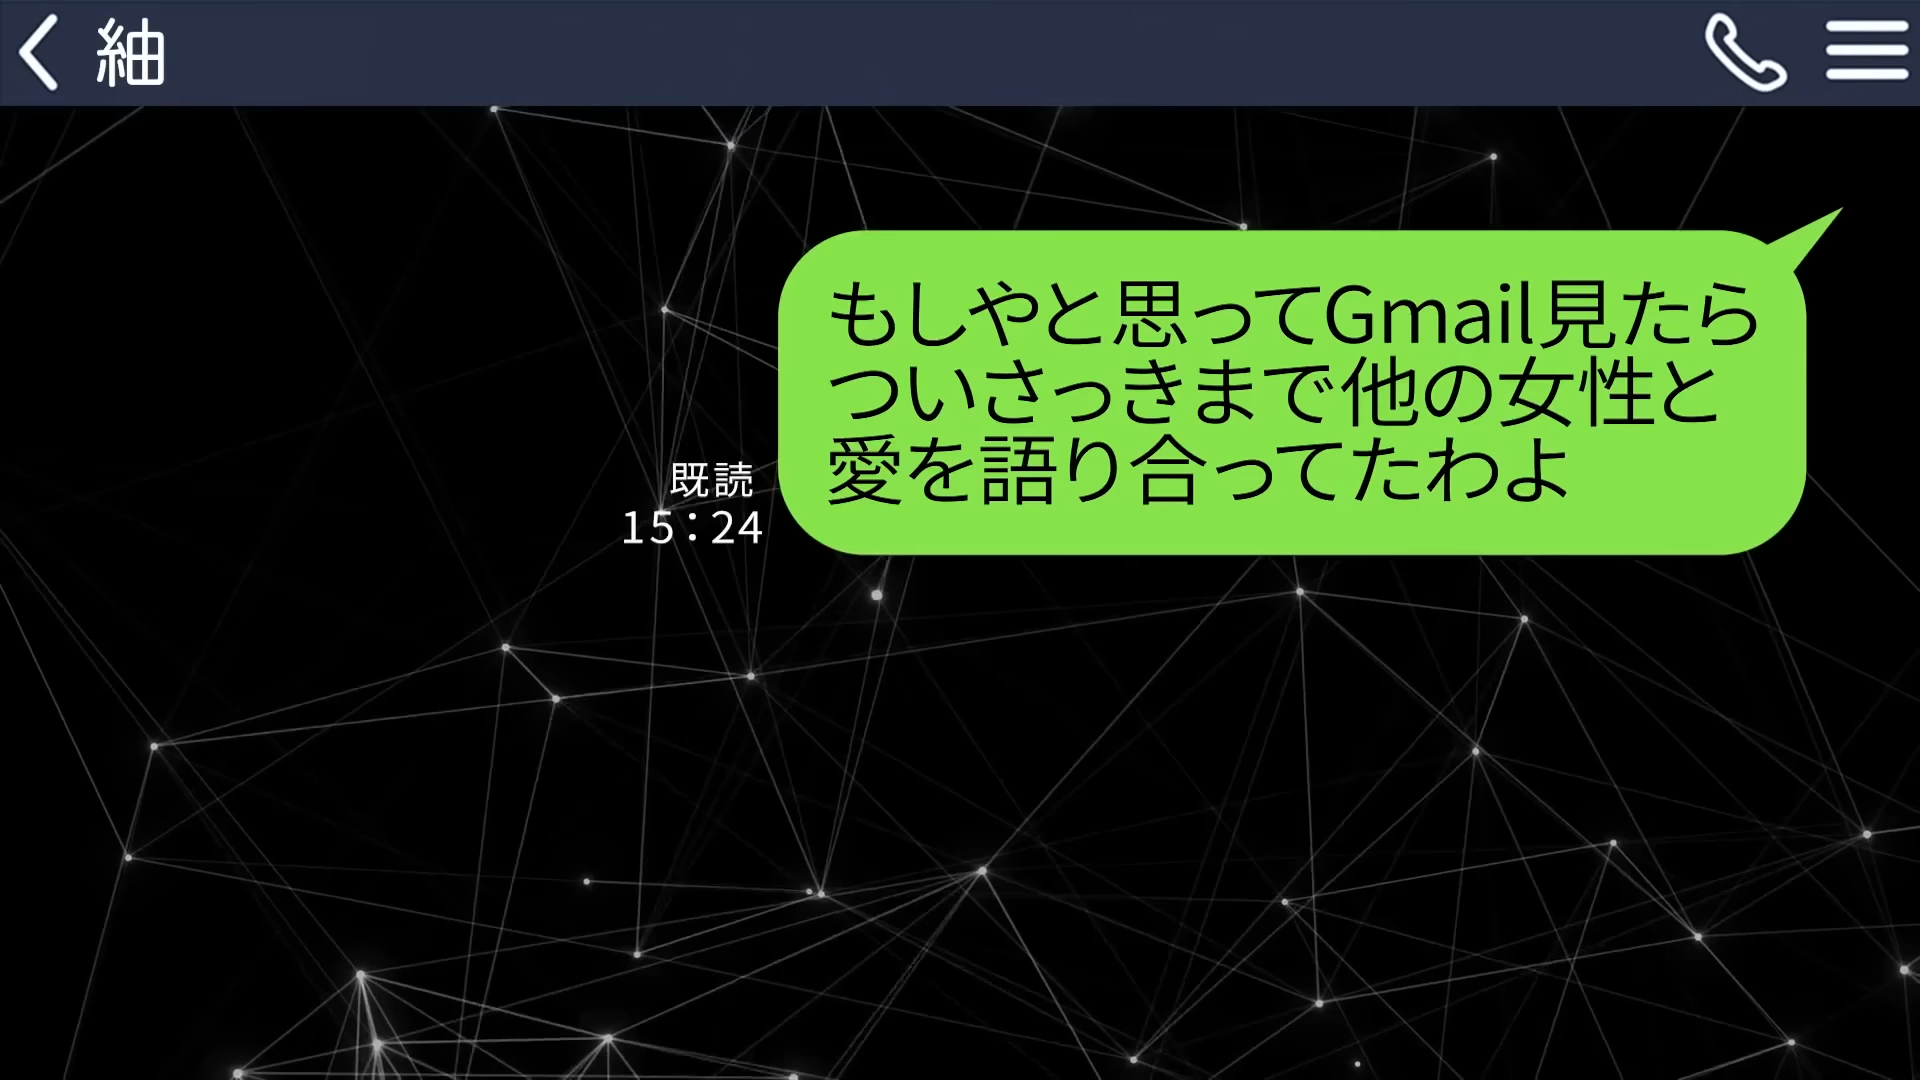 紬
もしやと思ってGmail見たら
ついさっきまで他の女性と
愛を語り合ってたわよ
既読
15:24